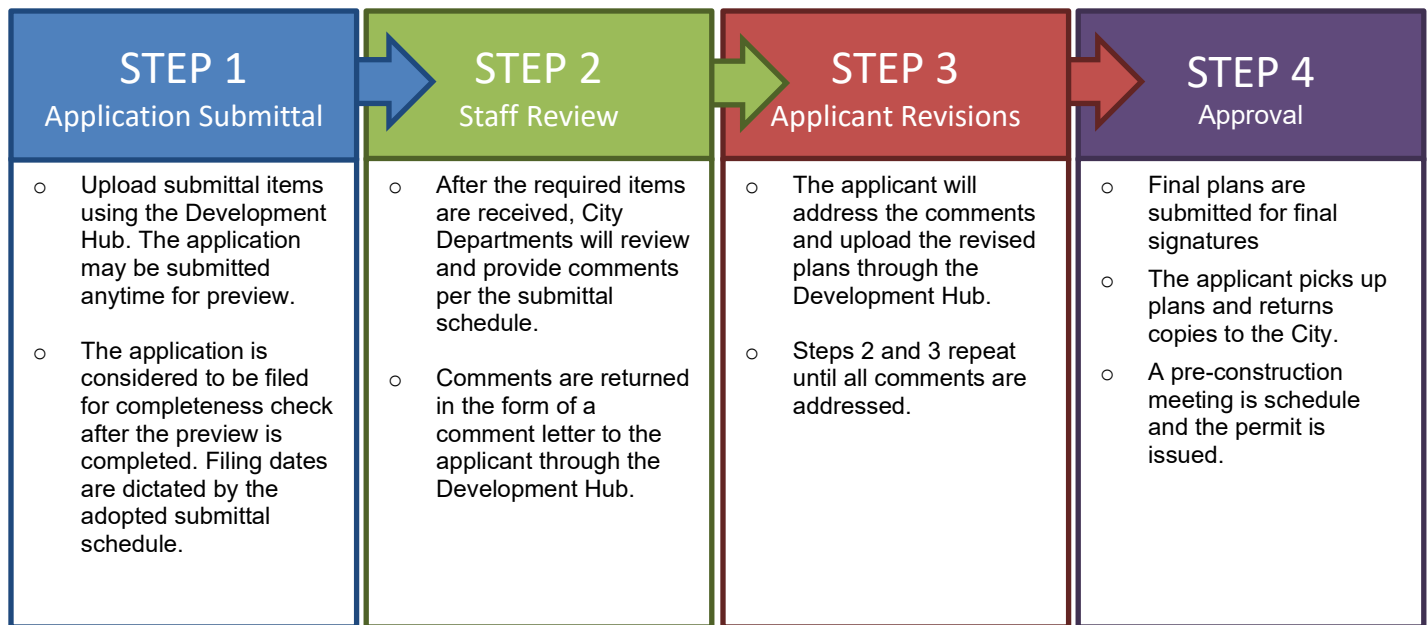 STEP 1
Application Submittal
o Upload submittal items
using the Development
Hub. The application
may be submitted
anytime for preview.
o The application is
considered to be filed
for completeness check
after the preview is
completed. Filing dates
are dictated by the
adopted submittal
schedule.
STEP 2
Staff Review
o After the required items
are received, City
Departments will review
and provide comments
per the submittal
schedule.
o Comments are returned
in the form of a
comment letter to the
applicant through the
Development Hub.
STEP 3
Applicant Revisions
o The applicant will
address the comments
and upload the revised
plans through the
Development Hub.
o Steps 2 and 3 repeat
until all comments are
addressed.
STEP 4
Approval
o Final plans are
submitted for final
signatures
o The applicant picks up
plans and returns
copies to the City.
o A pre-construction
meeting is schedule
and the permit is
issued.